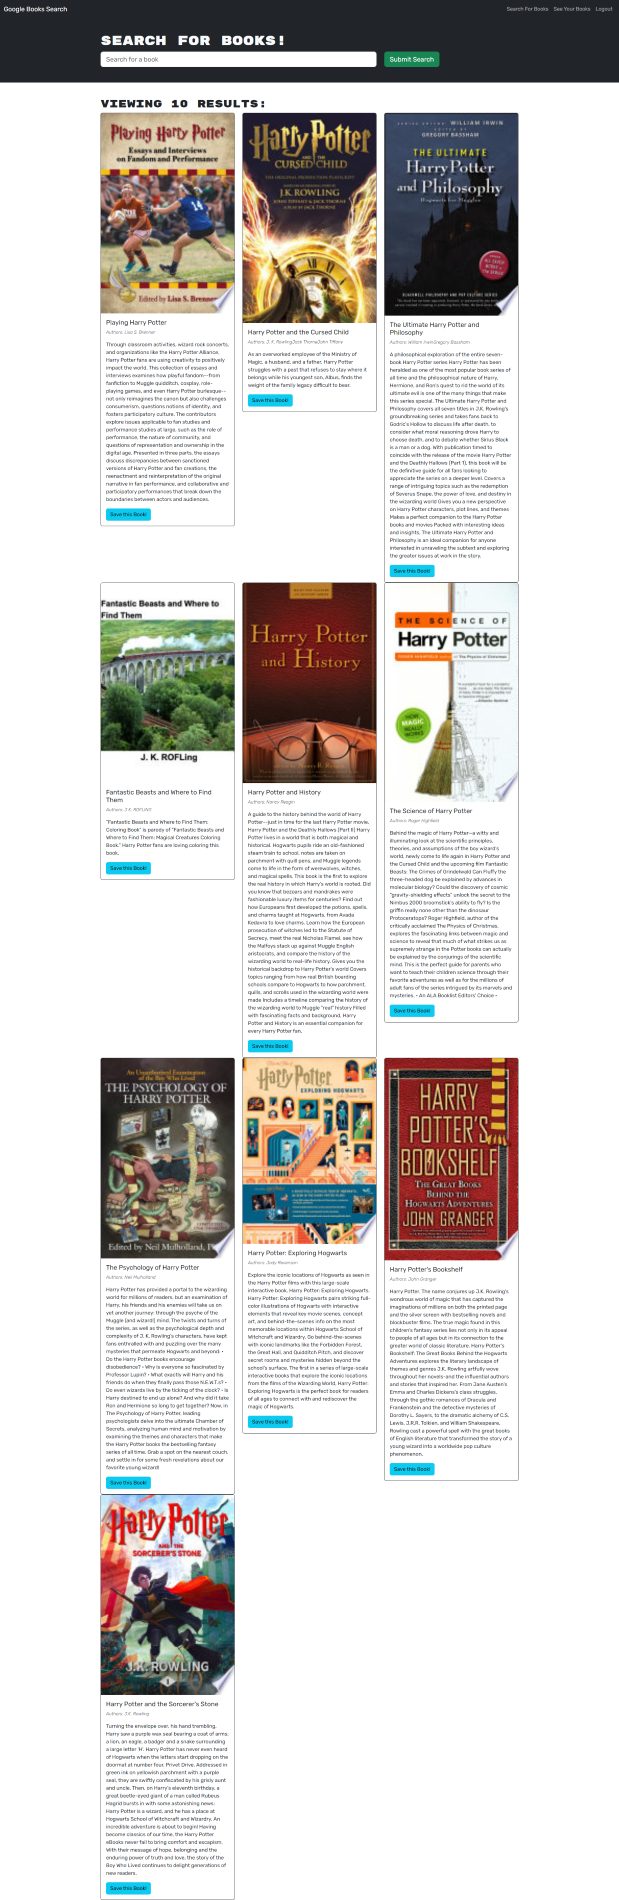 Google Books Search
Search For Books
See Your Books
Logout
SEARCH FOR BOOKS!
Search for a book
Submit Search
VIEWING 10 RESULTS:
Playing Harry Potter
Essays and Interviews
on Fandom and Performance
Edited by Lisa S. Brenner
Playing Harry Potter
Authors: Lisa S. Brenner
Through classroom activities, wizard rock concerts,
and organizations like the Harry Potter Alliance,
Harry Potter fans are using creativity to positively
impact the world. This collection of essays and
interviews examines how playful fandom--from
fanfiction to Muggle quidditch, cosplay, role-
playing games, and even Harry Potter burlesque--
not only reimagines the canon but also challenges
consumerism, questions notions of identity, and
fosters participatory culture. The contributors
explore issues applicable to fan studies and
performance studies at large, such as the role of
performance, the nature of community, and
questions of representation and ownership in the
digital age. Presented in three parts, the essays
discuss discrepancies between sanctioned
versions of Harry Potter and fan creations, the
reenactment and reinterpretation of the original
narrative in fan performance, and collaborative and
participatory performances that break down the
boundaries between actors and audiences.
Save this Book!
Harry Potter
AND THE
CURSED CHILD
THE ORIGINAL PRODUCTION PLAYSCRIPT
J.K. ROWLING
JOHN TIFFANY & JACK THORNE
A PLAY BY JACK THORNE
Harry Potter and the Cursed Child
Authors: J. K. RowlingJack ThorneJohn Tiffany
As an overworked employee of the Ministry of
Magic, a husband, and a father, Harry Potter
struggles with a past that refuses to stay where it
belongs while his youngest son, Albus, finds the
weight of the family legacy difficult to bear.
Save this Book!
SERIES EDITOR: WILLIAM IRWIN
EDITED BY
GREGORY BASSHAM
THE ULTIMATE
Harry Potter
and Philosophy
Hogwarts for Muggles
BLACKWELL PHILOSOPHY AND POP CULTURE SERIES
The Ultimate Harry Potter and
Philosophy
Authors: William IrwinGregory Bassham
A philosophical exploration of the entire seven-
book Harry Potter series Harry Potter has been
heralded as one of the most popular book series of
all time and the philosophical nature of Harry,
Hermione, and Ron's quest to rid the world of its
ultimate evil is one of the many things that make
this series special. The Ultimate Harry Potter and
Philosophy covers all seven titles in J.K. Rowling's
groundbreaking series and takes fans back to
Godric's Hollow to discuss life after death, to
consider what moral reasoning drove Harry to
choose death, and to debate whether Sirius Black
is a man or a dog. With publication timed to
coincide with the release of the movie Harry Potter
and the Deathly Hallows (Part 1), this book will be
the definitive guide for all fans looking to
appreciate the series on a deeper level. Covers a
range of intriguing topics such as the redemption
of Severus Snape, the power of love, and destiny in
the wizarding world Gives you a new perspective
on Harry Potter characters, plot lines, and themes
Makes a perfect companion to the Harry Potter
books and movies Packed with interesting ideas
and insights, The Ultimate Harry Potter and
Philosophy is an ideal companion for anyone
interested in unraveling the subtext and exploring
the greater issues at work in the story.
Save this Book!
Fantastic Beasts and Where to
Find Them
J. K. ROFLing
Fantastic Beasts and Where to Find
Them
Authors: J.K. ROFLING
"Fantastic Beasts and Where to Find Them:
Coloring Book" is parody of "Fantastic Beasts and
Where to Find Them: Magical Creatures Coloring
Book." Harry Potter fans are loving coloring this
book.
Save this Book!
Harry Potter
and History
Harry Potter and History
Authors: Nancy Reagin
A guide to the history behind the world of Harry
Potter--just in time for the last Harry Potter movie,
Harry Potter and the Deathly Hallows (Part II) Harry
Potter lives in a world that is both magical and
historical. Hogwarts pupils ride an old-fashioned
steam train to school, notes are taken on
parchment with quill pens, and Muggle legends
come to life in the form of werewolves, witches,
and magical spells. This book is the first to explore
the real history in which Harry's world is rooted. Did
you know that bezoars and mandrakes were
fashionable luxury items for centuries? Find out
how Europeans first developed the potions, spells,
and charms taught at Hogwarts, from Avada
Kedavra to love charms. Learn how the European
prosecution of witches led to the Statute of
Secrecy, meet the real Nicholas Flamel, see how
the Malfoys stack up against Muggle English
aristocrats, and compare the history of the
wizarding world to real-life history. Gives you the
historical backdrop to Harry Potter's world Covers
topics ranging from how real British boarding
schools compare to Hogwarts to how parchment,
quills, and scrolls used in the wizarding world were
made Includes a timeline comparing the history of
the wizarding world to Muggle "real" history Filled
with fascinating facts and background, Harry
Potter and History is an essential companion for
every Harry Potter fan.
Save this Book!
THE SCIENCE OF
Harry Potter
HOW
MAGIC
REALLY
WORKS
The Science of Harry Potter
Authors: Roger Highfield
Behind the magic of Harry Potter—a witty and
illuminating look at the scientific principles,
theories, and assumptions of the boy wizard's
world, newly come to life again in Harry Potter and
the Cursed Child and the upcoming film Fantastic
Beasts: The Crimes of Grindelwald Can Fluffy the
three-headed dog be explained by advances in
molecular biology? Could the discovery of cosmic
"gravity-shielding effects" unlock the secret to the
Nimbus 2000 broomstick's ability to fly? Is the
griffin really none other than the dinosaur
Protoceratops? Roger Highfield, author of the
critically acclaimed The Physics of Christmas,
explores the fascinating links between magic and
science to reveal that much of what strikes us as
supremely strange in the Potter books can actually
be explained by the conjurings of the scientific
mind. This is the perfect guide for parents who
want to teach their children science through their
favorite adventures as well as for the millions of
adult fans of the series intrigued by its marvels and
mysteries. • An ALA Booklist Editors' Choice •
Save this Book!
An Unauthorized Examination
of the Boy Who Lived
THE PSYCHOLOGY OF
HARRY POTTER
Edited by Neil Mulholland,
The Psychology of Harry Potter
Authors: Neil Mulholland
Harry Potter has provided a portal to the wizarding
world for millions of readers, but an examination of
Harry, his friends and his enemies will take us on
yet another journey: through the psyche of the
Muggle (and wizard!) mind. The twists and turns of
the series, as well as the psychological depth and
complexity of J. K. Rowling's characters, have kept
fans enthralled with and puzzling over the many
mysteries that permeate Hogwarts and beyond: •
Do the Harry Potter books encourage
disobedience? • Why is everyone so fascinated by
Professor Lupin? • What exactly will Harry and his
friends do when they finally pass those N.E.W.T.s? •
Do even wizards live by the ticking of the clock? • Is
Harry destined to end up alone? And why did it take
Ron and Hermione so long to get together? Now, in
The Psychology of Harry Potter, leading
psychologists delve into the ultimate Chamber of
Secrets, analyzing human mind and motivation by
examining the themes and characters that make
the Harry Potter books the bestselling fantasy
series of all time. Grab a spot on the nearest couch,
and settle in for some fresh revelations about our
favorite young wizard!
Save this Book!
Harry Potter
EXPLORING HOGWARTS
Harry Potter: Exploring Hogwarts
Authors: Jody Revenson
Explore the iconic locations of Hogwarts as seen in
the Harry Potter films with this large-scale
interactive book. Harry Potter: Exploring Hogwarts.
Harry Potter: Exploring Hogwarts pairs striking full-
color illustrations of Hogwarts with interactive
elements that reveal key movie scenes, concept
art, and behind-the-scenes info on the most
memorable locations within Hogwarts School of
Witchcraft and Wizardry. Go behind-the-scenes
with iconic landmarks like the Forbidden Forest,
the Great Hall, and Quidditch Pitch, and discover
secret rooms and mysteries hidden beyond the
school's surface. The first in a series of large-scale
interactive books that explore the iconic locations
from the films of the Wizarding World, Harry Potter:
Exploring Hogwarts is the perfect book for readers
of all ages to connect with and rediscover the
magic of Hogwarts.
Save this Book!
HARRY
POTTER'S
BOOKSHELF
THE GREAT BOOKS
BEHIND THE
HOGWARTS ADVENTURES
JOHN GRANGER
Harry Potter's Bookshelf
Authors: John Granger
Harry Potter. The name conjures up J.K. Rowling's
wondrous world of magic that has captured the
imaginations of millions on both the printed page
and the silver screen with bestselling novels and
blockbuster films. The true magic found in this
children's fantasy series lies not only in its appeal
to people of all ages but in its connection to the
greater world of classic literature. Harry Potter's
Bookshelf: The Great Books Behind the Hogwarts
Adventures explores the literary landscape of
themes and genres J.K. Rowling artfully wove
throughout her novels-and the influential authors
and stories that inspired her. From Jane Austen's
Emma and Charles Dickens's class struggles,
through the gothic romances of Dracula and
Frankenstein and the detective mysteries of
Dorothy L. Sayers, to the dramatic alchemy of C.S.
Lewis, J.R.R. Tolkien, and William Shakespeare,
Rowling cast a powerful spell with the great books
of English literature that transformed the story of a
young wizard into a worldwide pop culture
phenomenon.
Save this Book!
Harry Potter
AND THE
SORCERER'S STONE
J.K. ROWLING
1
Harry Potter and the Sorcerer's Stone
Authors: J.K. Rowling
Turning the envelope over, his hand trembling,
Harry saw a purple wax seal bearing a coat of arms;
a lion, an eagle, a badger and a snake surrounding
a large letter 'H'. Harry Potter has never even heard
of Hogwarts when the letters start dropping on the
doormat at number four, Privet Drive. Addressed in
green ink on yellowish parchment with a purple
seal, they are swiftly confiscated by his grisly aunt
and uncle. Then, on Harry's eleventh birthday, a
great beetle-eyed giant of a man called Rubeus
Hagrid bursts in with some astonishing news:
Harry Potter is a wizard, and he has a place at
Hogwarts School of Witchcraft and Wizardry. An
incredible adventure is about to begin! Having
become classics of our time, the Harry Potter
eBooks never fail to bring comfort and escapism.
With their message of hope, belonging and the
enduring power of truth and love, the story of the
Boy Who Lived continues to delight generations of
new readers.
Save this Book!